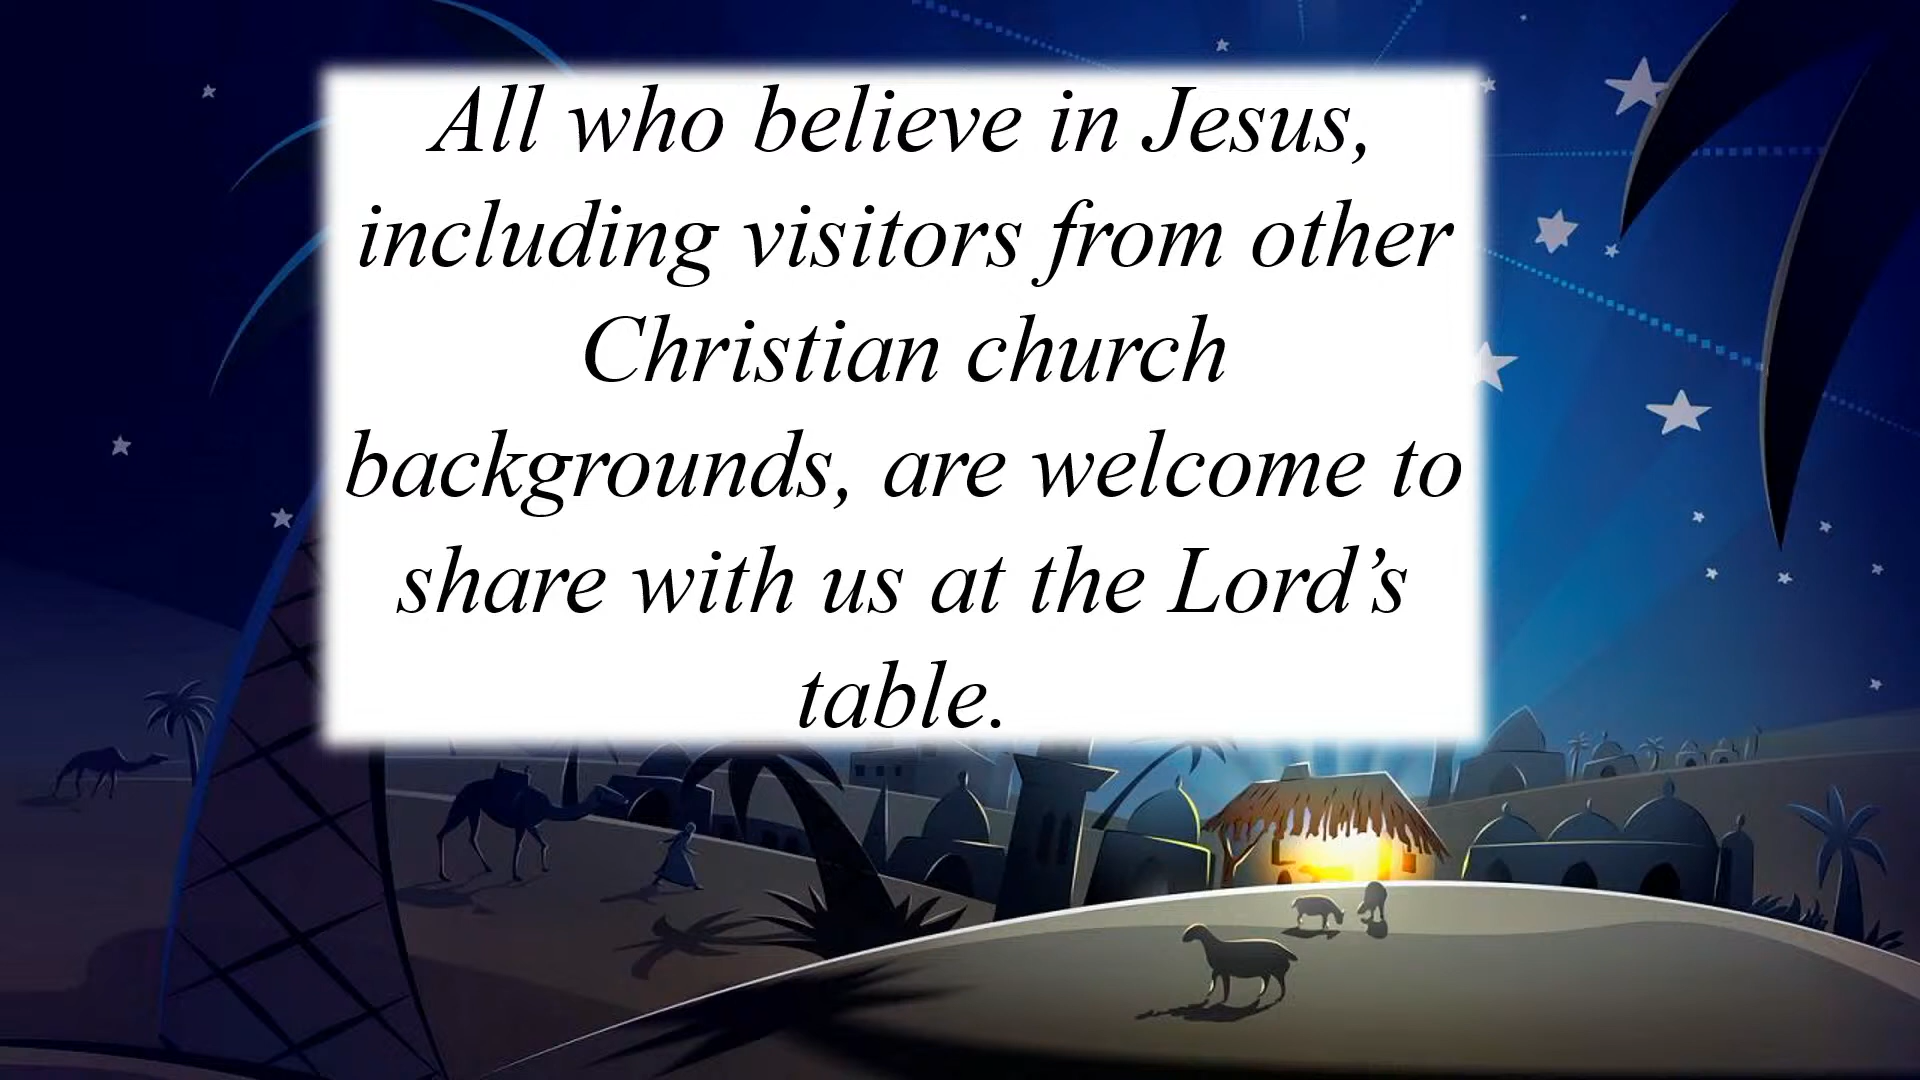 All who believe in Jesus,
including visitors from other
Christian church
backgrounds, are welcome to
share with us at the Lord’s
table.